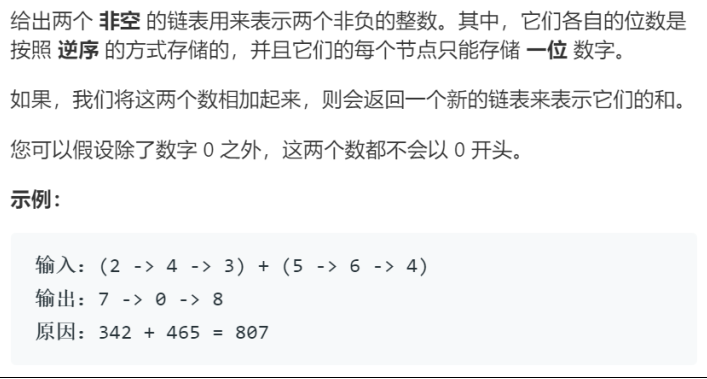 给出两个 非空 的链表用来表示两个非负的整数。其中，它们各自的位数是
按照 逆序 的方式存储的，并且它们的每个节点只能存储 一位 数字。
如果，我们将这两个数相加起来，则会返回一个新的链表来表示它们的和。
您可以假设除了数字 0 之外，这两个数都不会以 0 开头。
示例：
输入：(2 -> 4 -> 3) + (5 -> 6 -> 4)
输出：7 -> 0 -> 8
原因：342 + 465 = 807